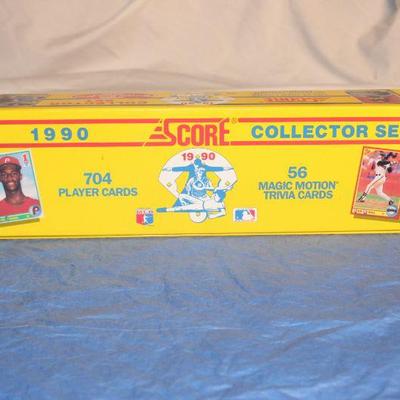 1990 SCORE® COLLECTOR SE
704
PLAYER CARDS
1990
56
MAGIC MOTION
TRIVIA CARDS